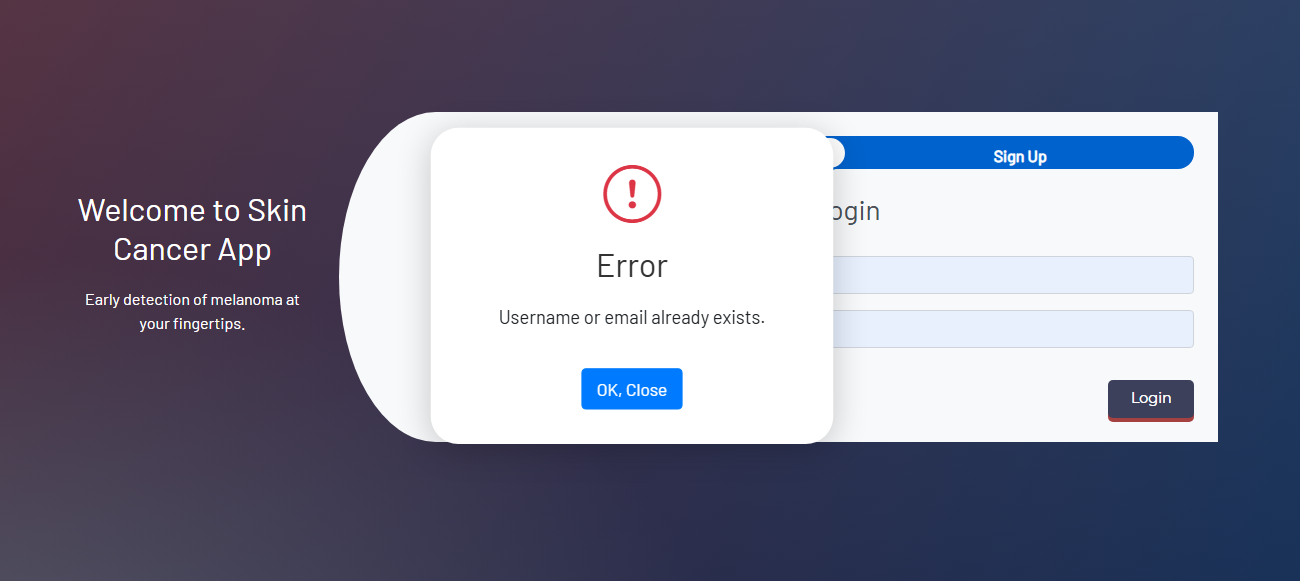 Welcome to Skin
Cancer App
Early detection of melanoma at
your fingertips.
Sign Up
ogin
!
Error
Username or email already exists.
OK, Close
Login